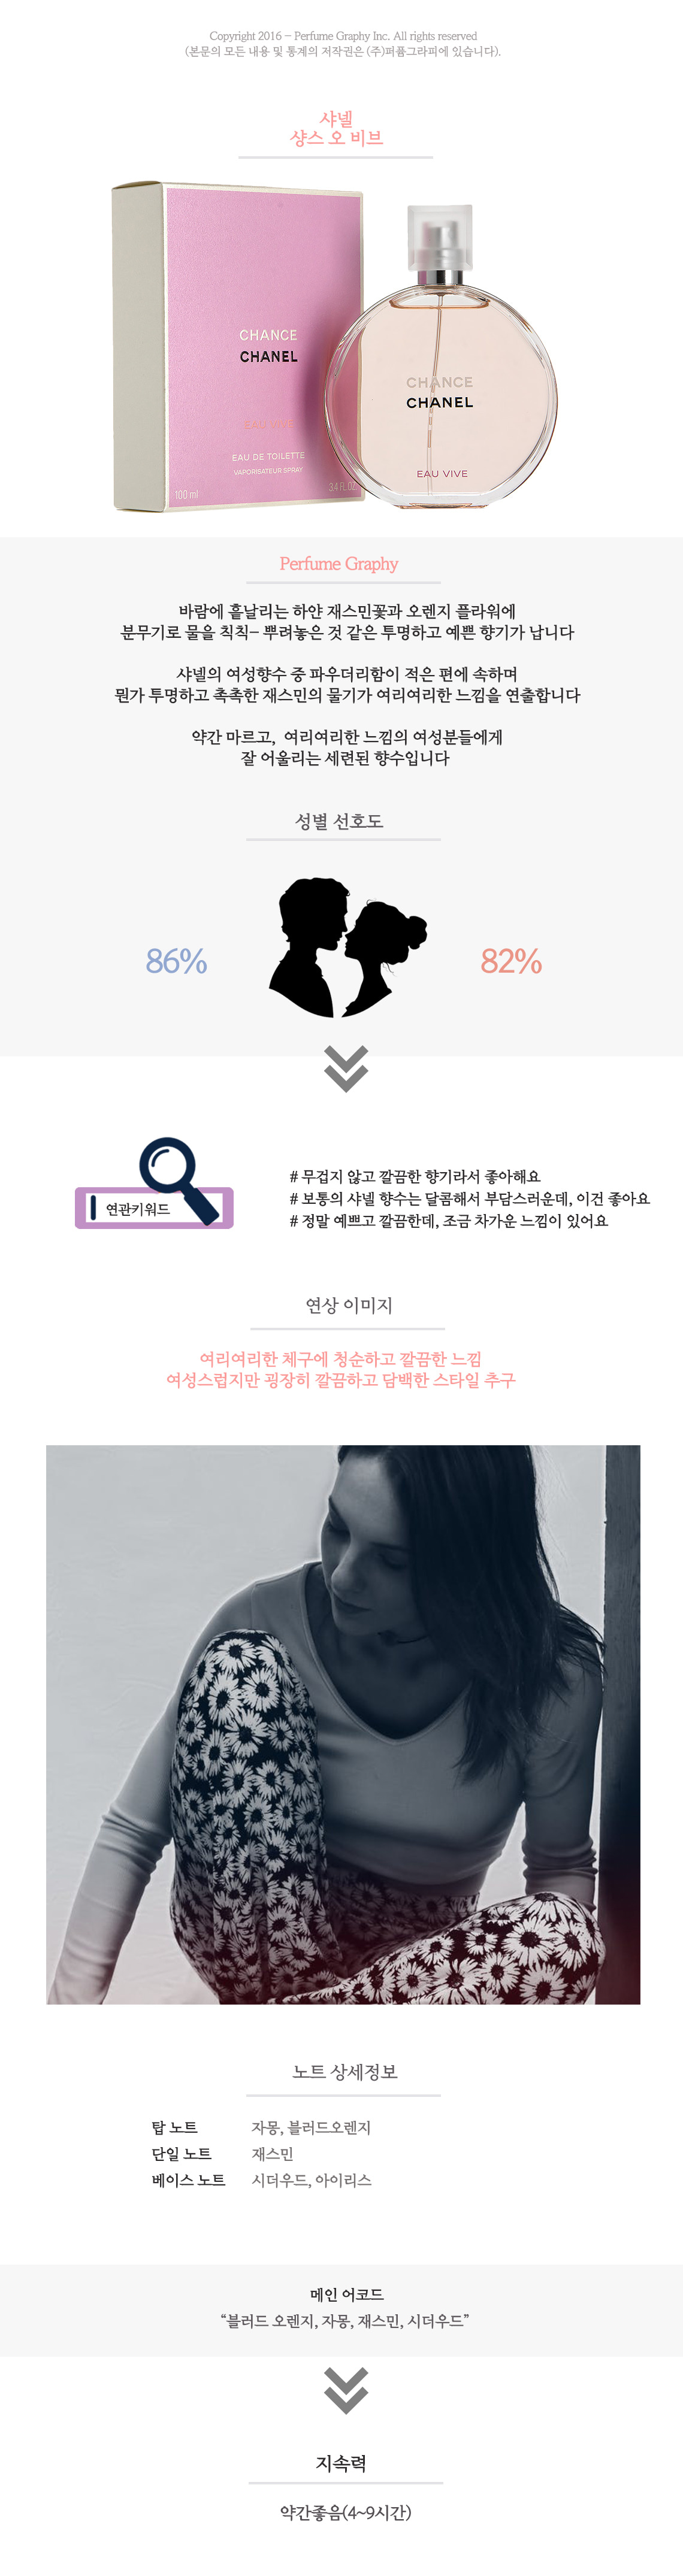 Copyright 2016 - Perfume Graphy Inc. All rights reserved
(본문의 모든 내용 및 통계의 저작권은 (주)퍼퓸그라피에 있습니다).
샤넬
샹스 오 비브
CHANCE
CHANEL
EAU VIVE
EAU DE TOILETTE
VAPORISATEUR SPRAY
100 ml
3.4 FL.OZ.
CHANCE
CHANEL
EAU VIVE
Perfume Graphy
바람에 흩날리는 하얀 재스민꽃과 오렌지 플라워에
분무기로 물을 칙칙- 뿌려놓은 것 같은 투명하고 예쁜 향기가 납니다
샤넬의 여성향수 중 파우더리함이 적은 편에 속하며
뭔가 투명하고 촉촉한 재스민의 물기가 여리여리한 느낌을 연출합니다
약간 마르고, 여리여리한 느낌의 여성분들에게
잘 어울리는 세련된 향수입니다
성별 선호도
86%
82%
연관키워드
# 무겁지 않고 깔끔한 향기라서 좋아해요
# 보통의 샤넬 향수는 달콤해서 부담스러운데, 이건 좋아요
# 정말 예쁘고 깔끔한데, 조금 차가운 느낌이 있어요
연상 이미지
여리여리한 체구에 청순하고 깔끔한 느낌
여성스럽지만 굉장히 깔끔하고 담백한 스타일 추구
노트 상세정보
탑 노트 자몽, 블러드오렌지
단일 노트 재스민
베이스 노트 시더우드, 아이리스
메인 어코드
“블러드 오렌지, 자몽, 재스민, 시더우드”
지속력
약간좋음(4~9시간)